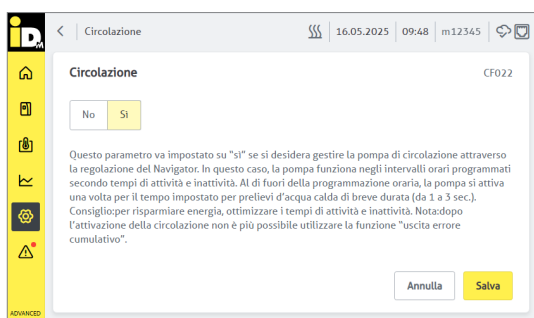 iDM
Circolazione
16.05.2025
09:48
m12345
Circolazione
CF022
No
Sì
Questo parametro va impostato su "sì" se si desidera gestire la pompa di circolazione attraverso
la regolazione del Navigator. In questo caso, la pompa funziona negli intervalli orari programmati
secondo tempi di attività e inattività. Al di fuori della programmazione oraria, la pompa si attiva
una volta per il tempo impostato per prelievi d'acqua calda di breve durata (da 1 a 3 sec.).
Consiglio:per risparmiare energia, ottimizzare i tempi di attività e inattività. Nota:dopo
l'attivazione della circolazione non è più possibile utilizzare la funzione "uscita errore
cumulativo".
Annulla
Salva
ADVANCED